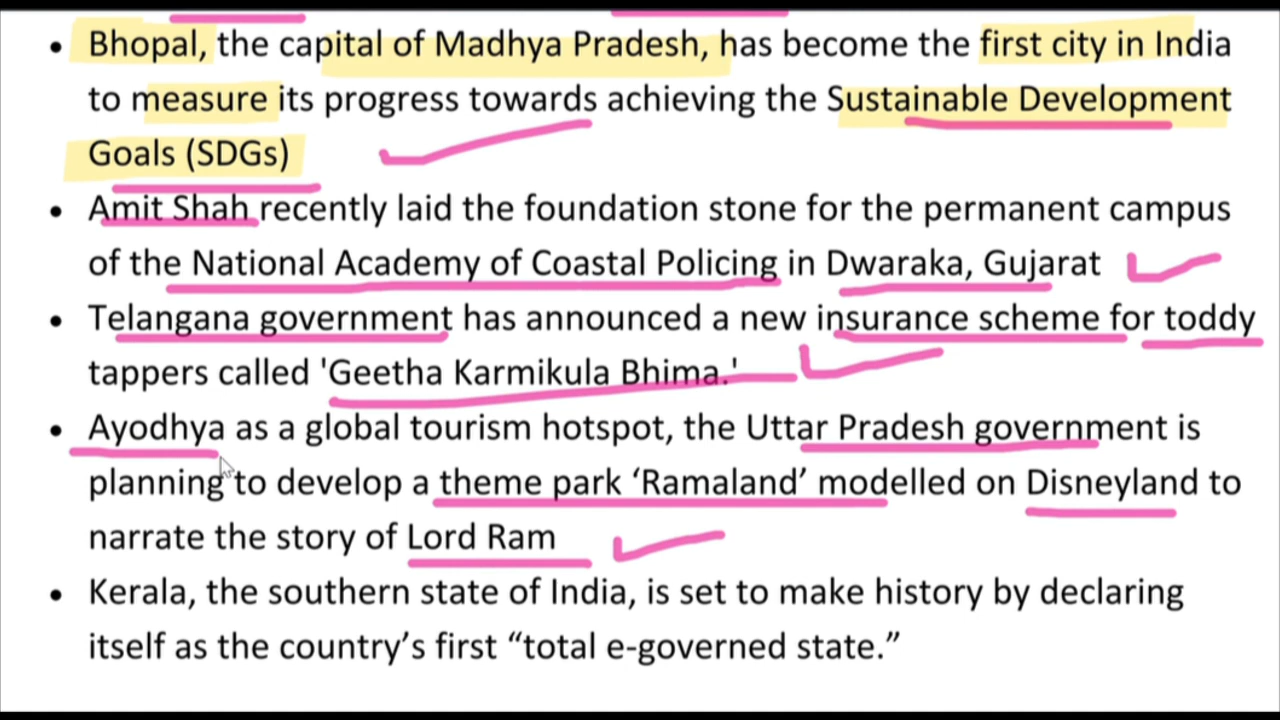 • Bhopal, the capital of Madhya Pradesh, has become the first city in India
to measure its progress towards achieving the Sustainable Development
Goals (SDGs)
• Amit Shah recently laid the foundation stone for the permanent campus
of the National Academy of Coastal Policing in Dwaraka, Gujarat
• Telangana government has announced a new insurance scheme for toddy
tappers called 'Geetha Karmikula Bhima.'
• Ayodhya as a global tourism hotspot, the Uttar Pradesh government is
planning to develop a theme park ‘Ramaland’ modelled on Disneyland to
narrate the story of Lord Ram
• Kerala, the southern state of India, is set to make history by declaring
itself as the country’s first “total e-governed state.”